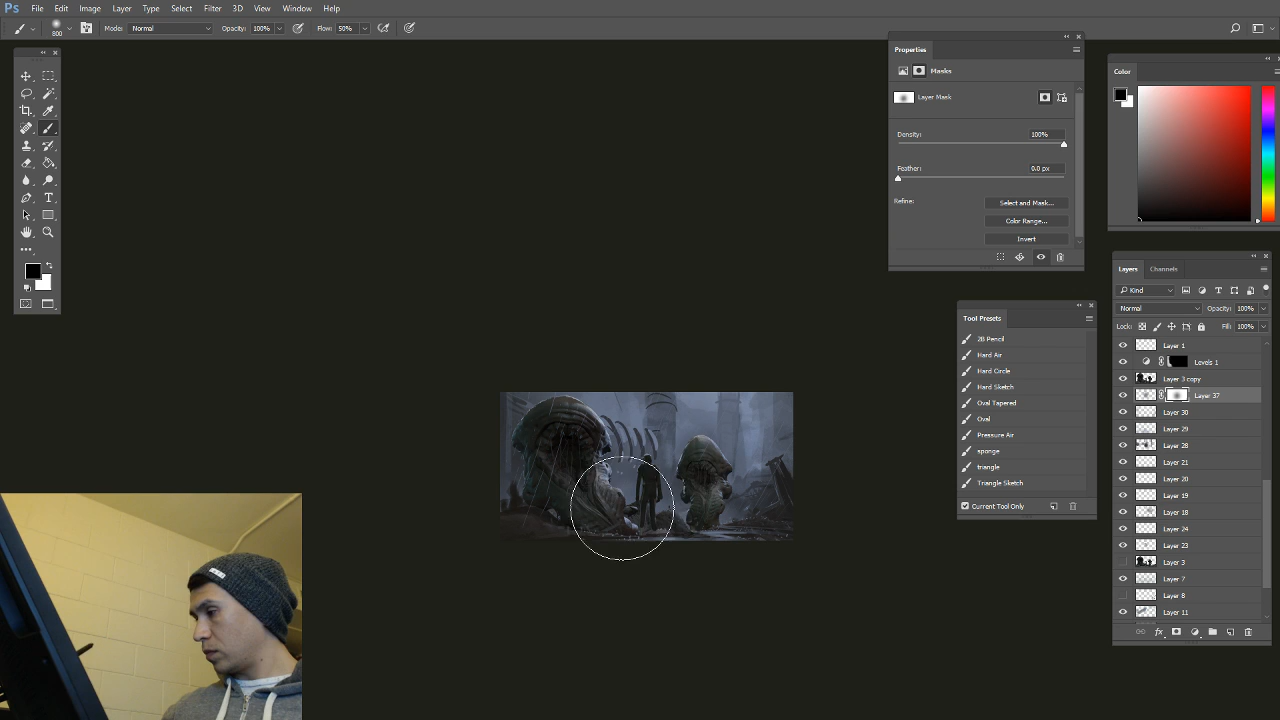 Ps File Edit Image Layer Type Select Filter 3D View Window Help
800 Mode: Normal Opacity: 100% Flow: 50%
Properties
Masks
Layer Mask
Density: 100%
Feather: 0.0 px
Refine: Select and Mask...
Color Range...
Invert
Color
Tool Presets
2B Pencil
Hard Air
Hard Circle
Hard Sketch
Oval Tapered
Oval
Pressure Air
sponge
triangle
Triangle Sketch
Current Tool Only
Layers Channels
Kind
Normal Opacity: 100%
Lock: Fill: 100%
Layer 1
Levels 1
Layer 3 copy
Layer 37
Layer 30
Layer 29
Layer 28
Layer 21
Layer 20
Layer 19
Layer 18
Layer 24
Layer 23
Layer 3
Layer 7
Layer 8
Layer 11
fx